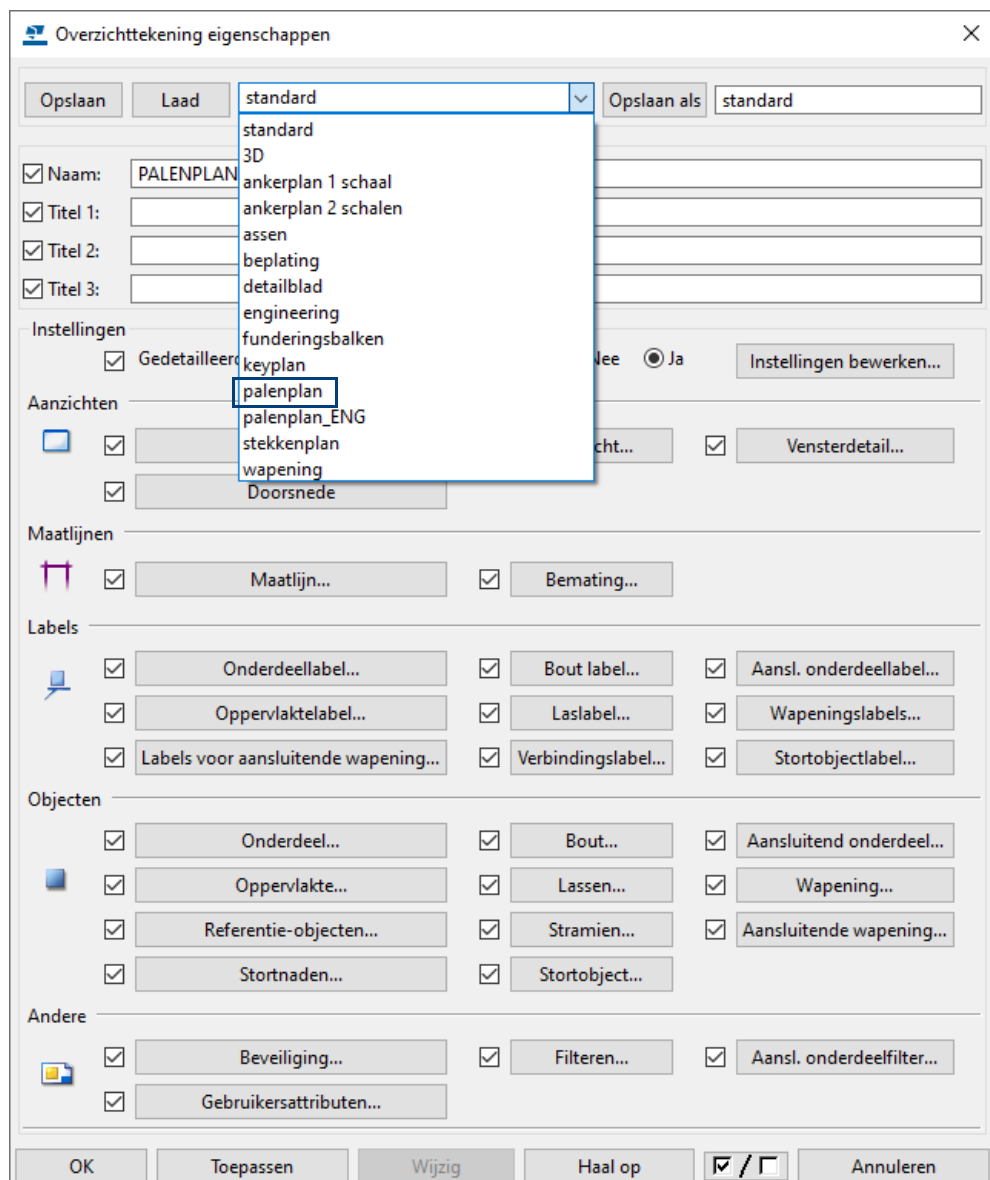 Overzichttekening eigenschappen
Opslaan Laad standard Opslaan als standard
standard
3D
Naam: PALENPLAN
ankerplan 1 schaal
Titel 1:
ankerplan 2 schalen
assen
Titel 2:
beplating
detailblad
Titel 3:
engineering
Instellingen
funderingsbalken
Gedetailleerd Nee Ja Instellingen bewerken...
keyplan
palenplan
Aanzichten
palenplan_ENG
stekkenplan
cht... Vensterdetail...
wapening
Doorsnede
Maatlijnen
Maatlijn... Bemating...
Labels
Onderdeellabel... Bout label... Aansl. onderdeellabel...
Oppervlaktelabel... Laslabel... Wapeningslabels...
Labels voor aansluitende wapening... Verbindingslabel... Stortobjectlabel...
Objecten
Onderdeel... Bout... Aansluitend onderdeel...
Oppervlakte... Lassen... Wapening...
Referentie-objecten... Stramien... Aansluitende wapening...
Stortnaden... Stortobject...
Andere
Beveiliging... Filteren... Aansl. onderdeelfilter...
Gebruikersattributen...
OK Toepassen Wijzig Haal op / Annuleren